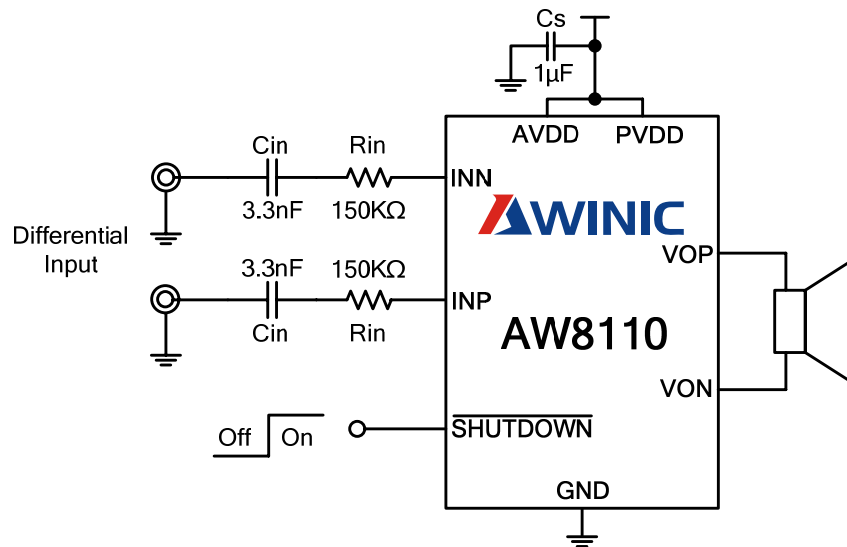 Cs
1μF
AVDD PVDD
Cin Rin
3.3nF 150KΩ
INN
AWINIC
Differential
Input
3.3nF 150KΩ
Cin Rin
INP
VOP
AW8110
VON
Off On
SHUTDOWN
GND